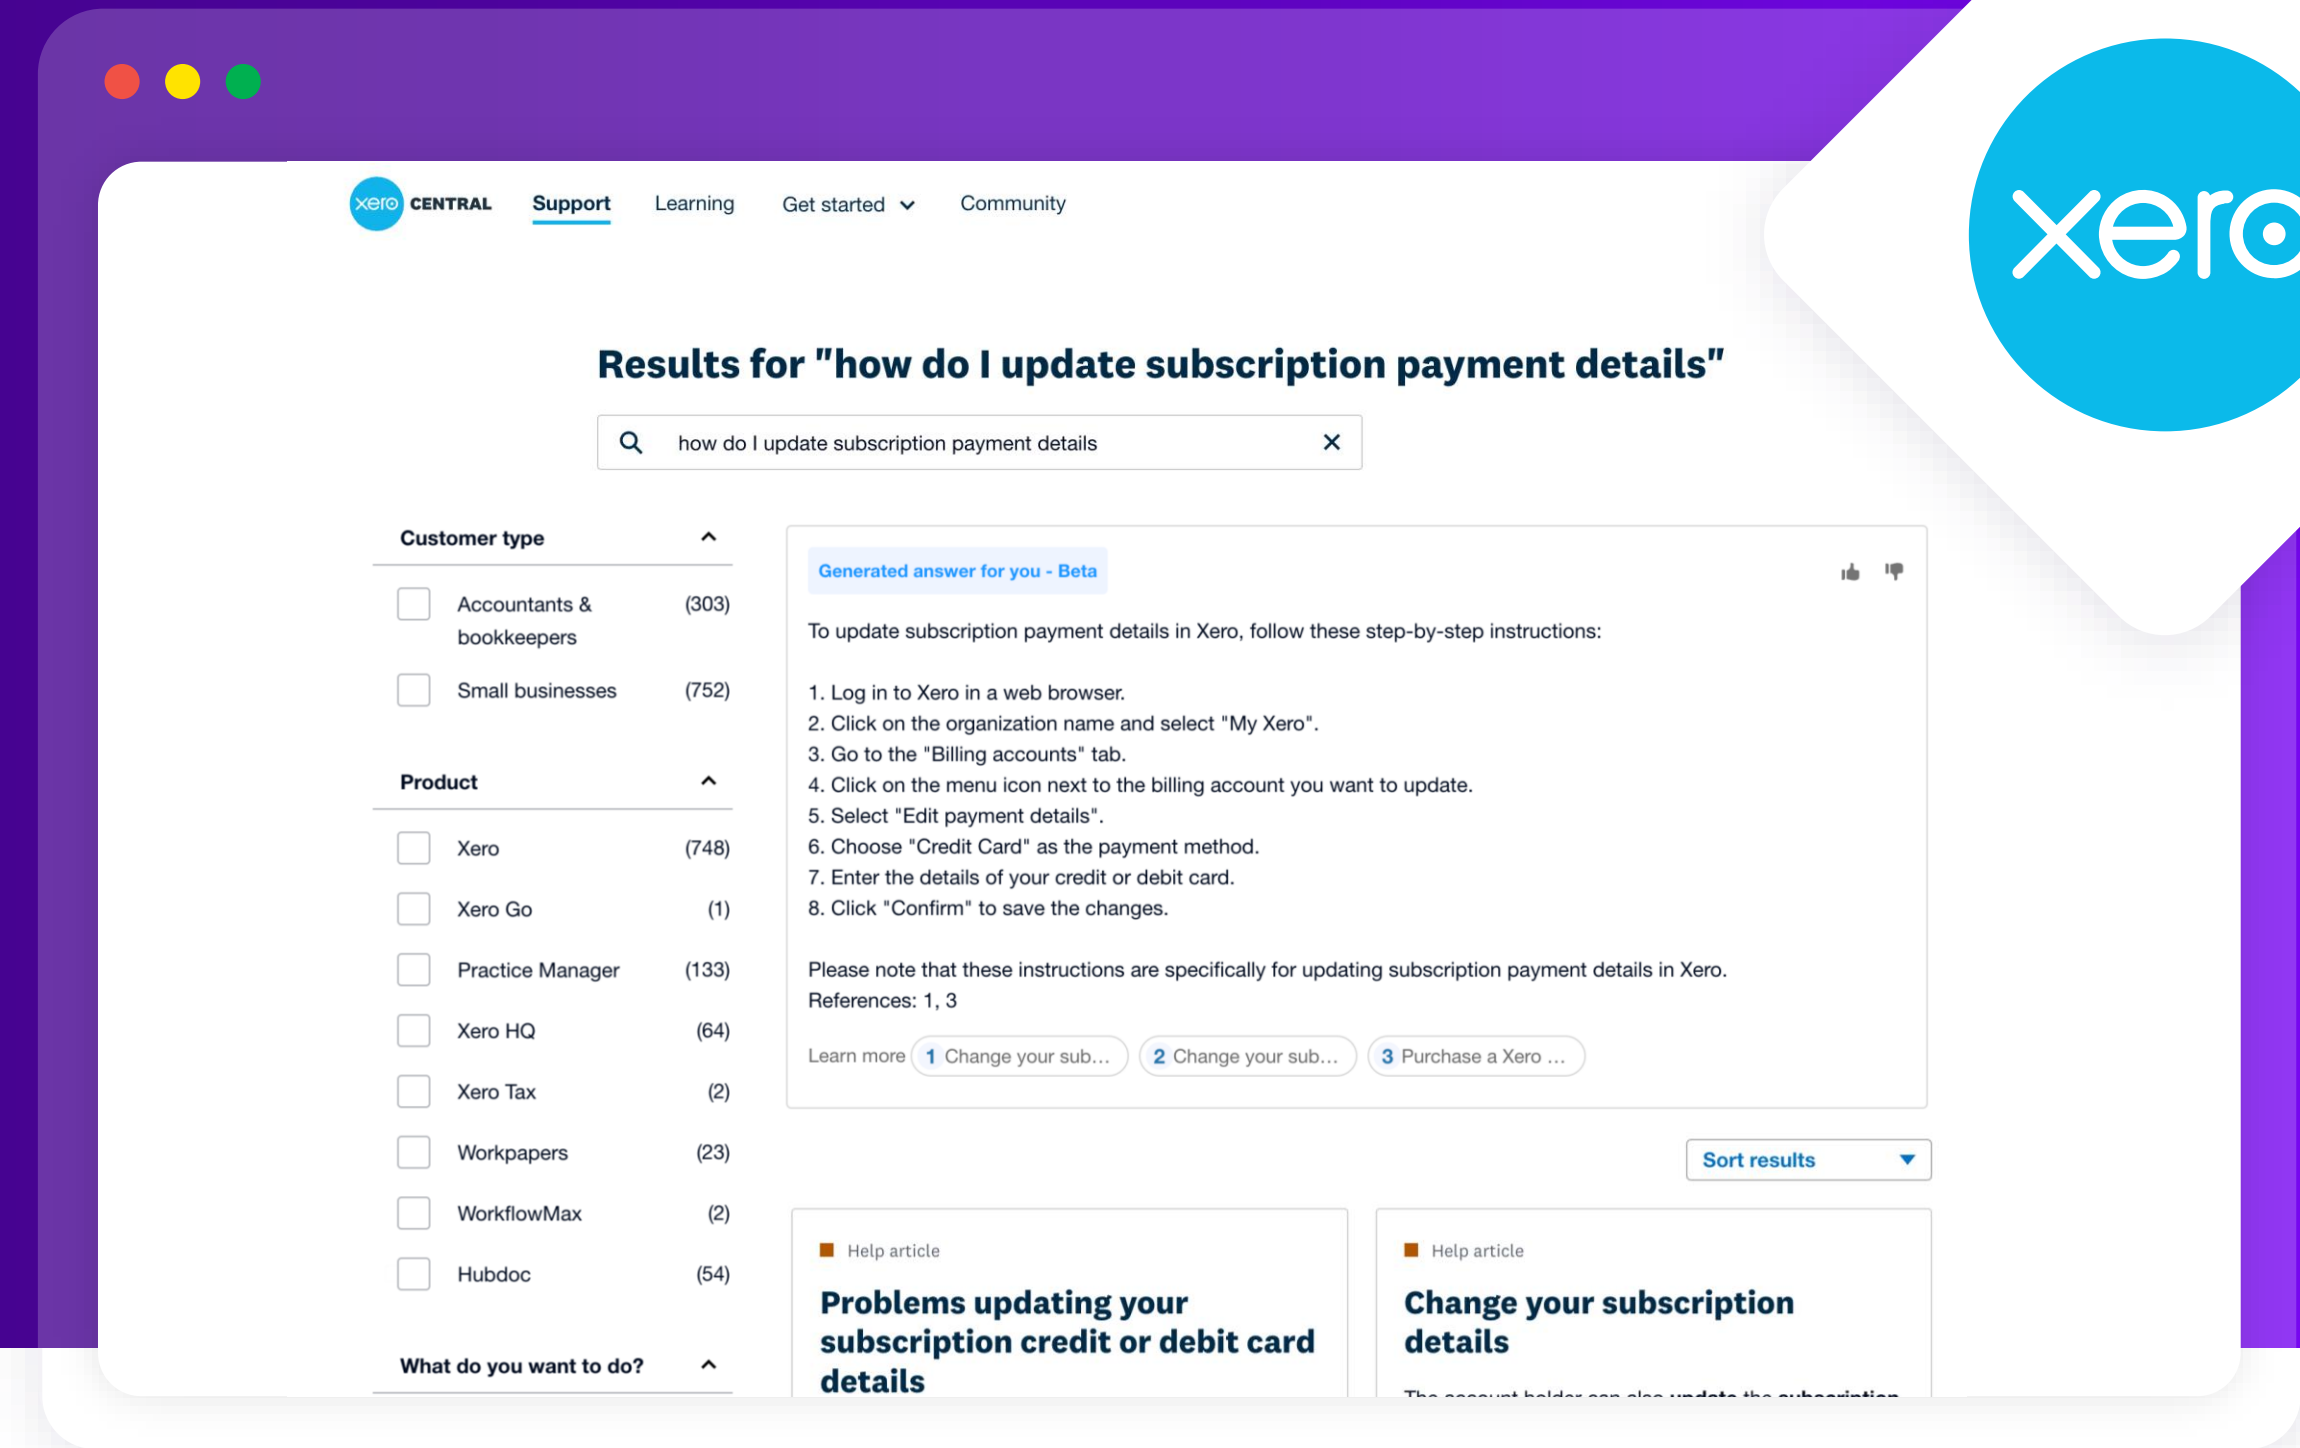 xero CENTRAL Support Learning Get started Community
xero
Results for "how do I update subscription payment details"
how do I update subscription payment details
Customer type
Accountants & bookkeepers (303)
Small businesses (752)
Product
Xero (748)
Xero Go (1)
Practice Manager (133)
Xero HQ (64)
Xero Tax (2)
Workpapers (23)
WorkflowMax (2)
Hubdoc (54)
What do you want to do?
Generated answer for you - Beta
To update subscription payment details in Xero, follow these step-by-step instructions:
1. Log in to Xero in a web browser.
2. Click on the organization name and select "My Xero".
3. Go to the "Billing accounts" tab.
4. Click on the menu icon next to the billing account you want to update.
5. Select "Edit payment details".
6. Choose "Credit Card" as the payment method.
7. Enter the details of your credit or debit card.
8. Click "Confirm" to save the changes.
Please note that these instructions are specifically for updating subscription payment details in Xero.
References: 1, 3
Learn more 1 Change your sub... 2 Change your sub... 3 Purchase a Xero ...
Sort results
Help article
Problems updating your
subscription credit or debit card
details
Help article
Change your subscription
details
The account holder can also update the subscription